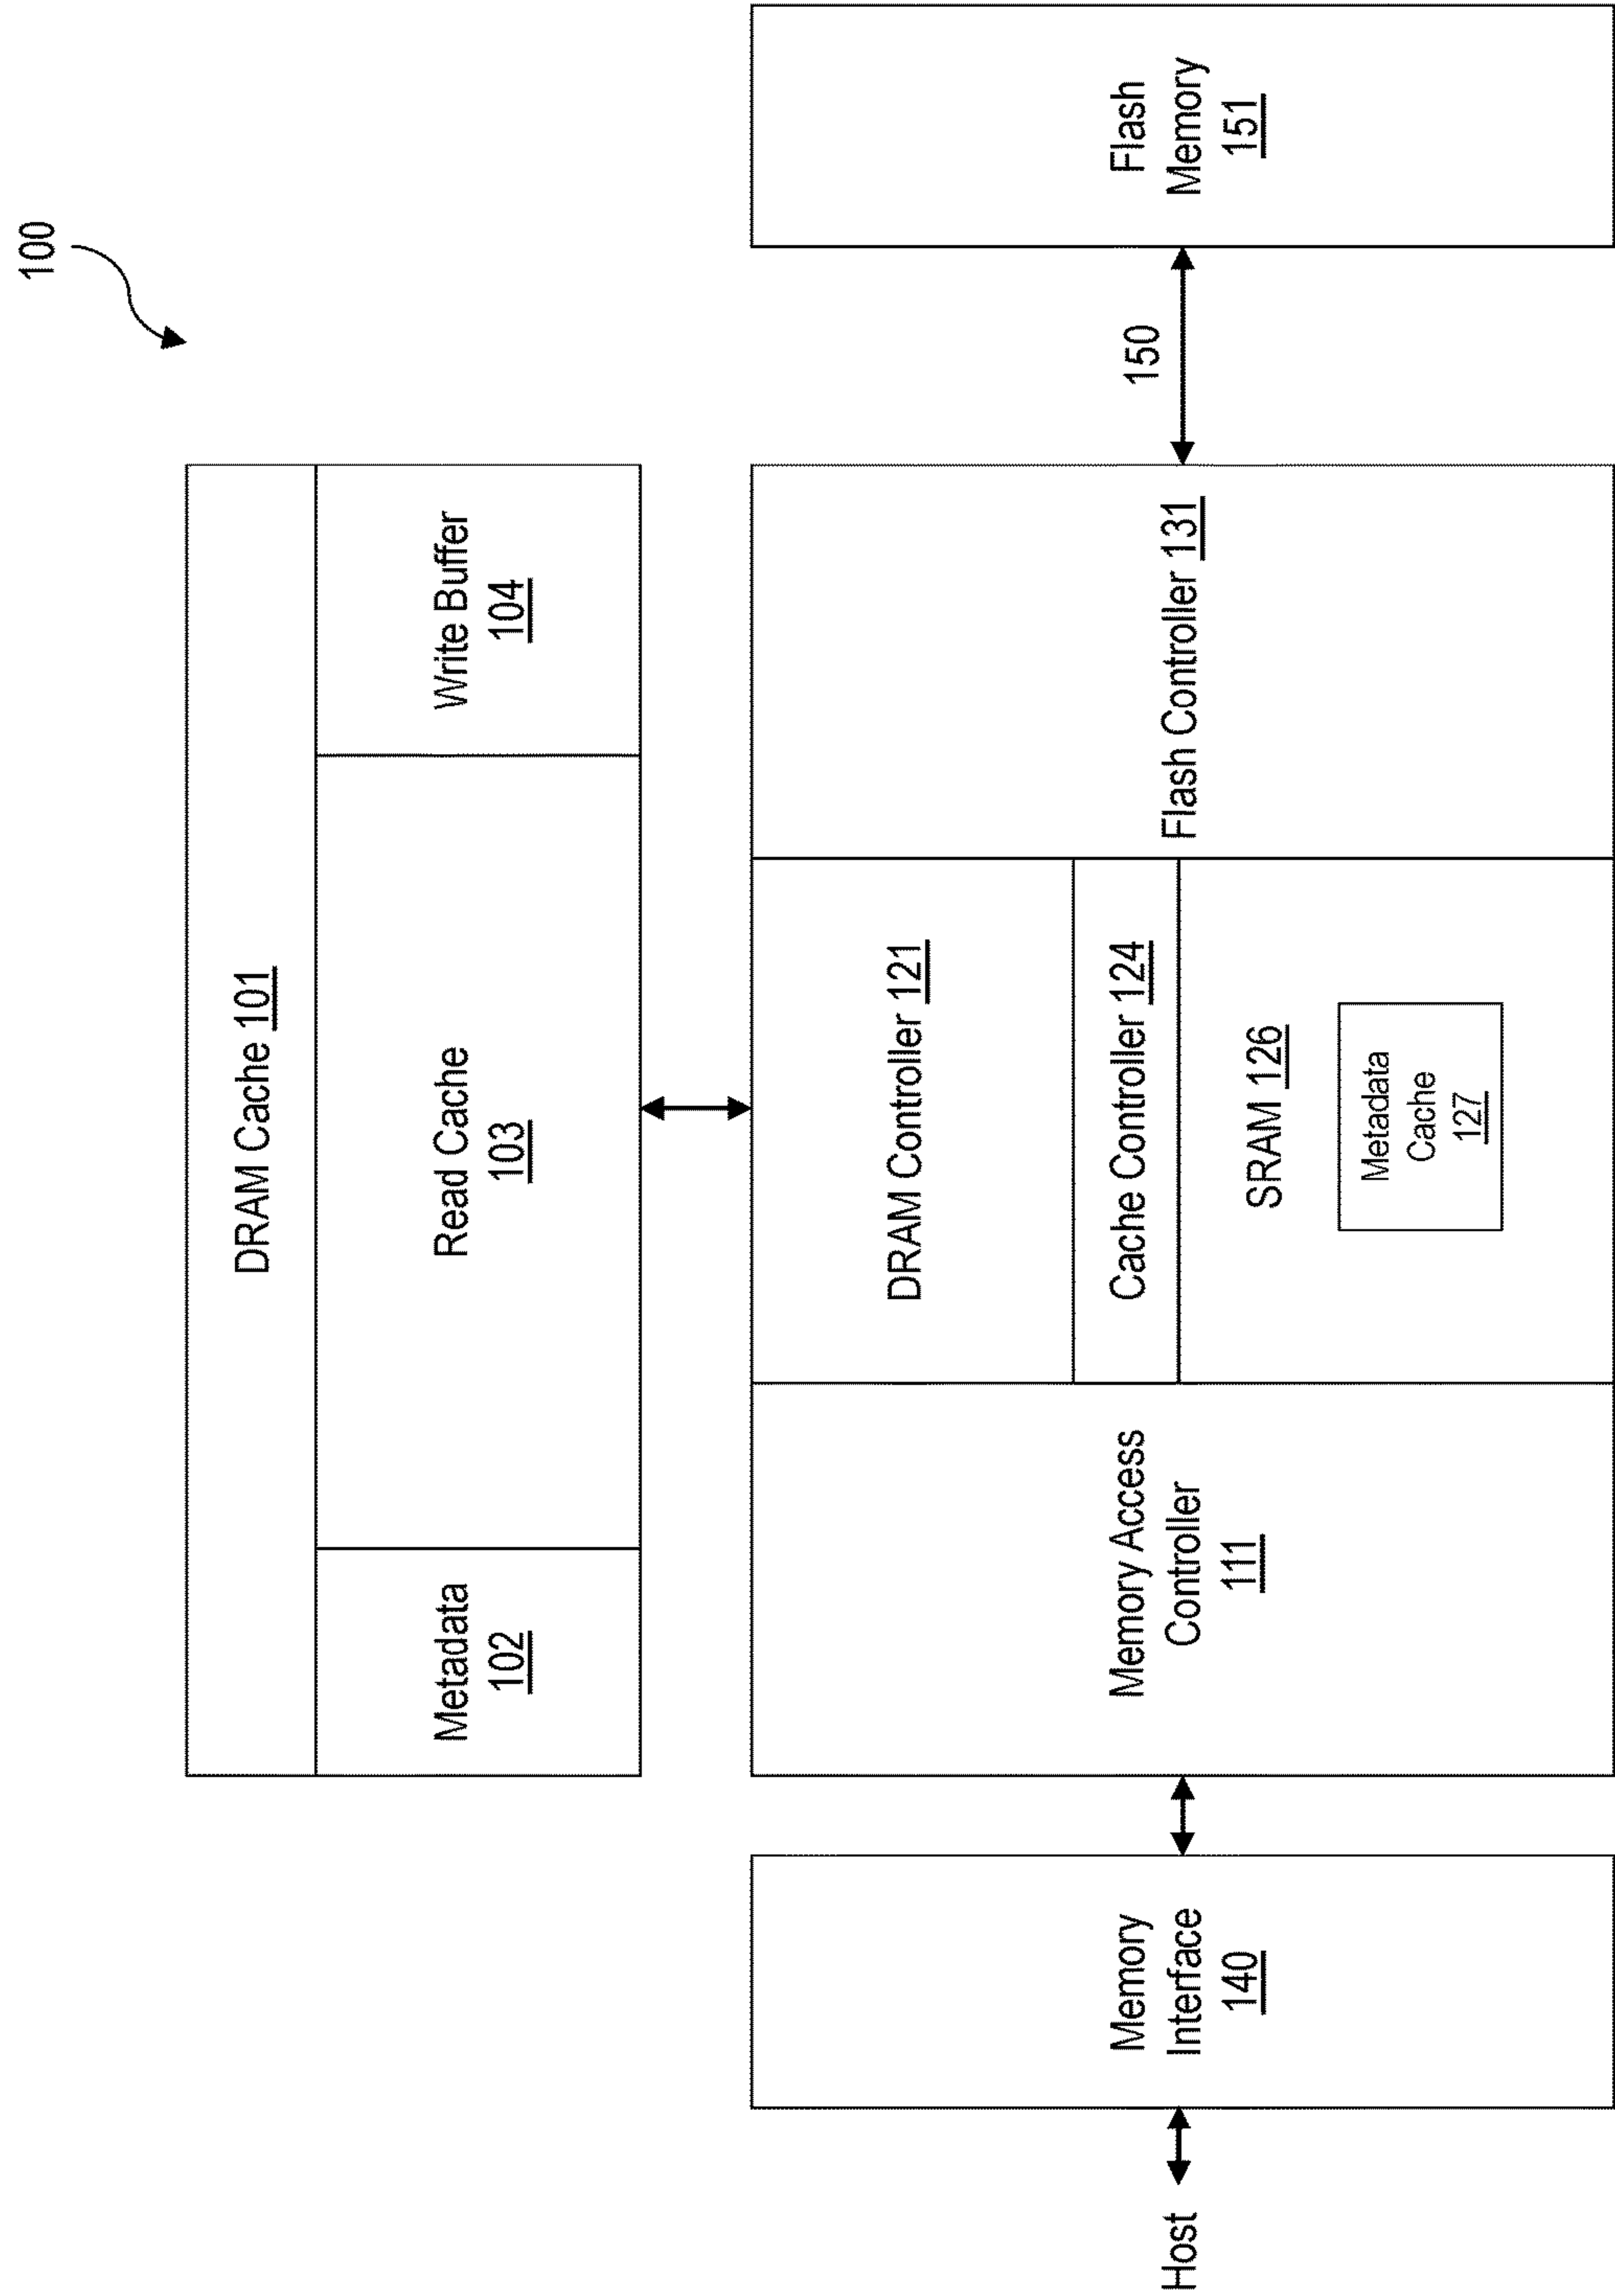 100
DRAM Cache 101
Metadata
102
Read Cache
103
Write Buffer
104
Host
Memory
Interface
140
Memory Access
Controller
111
DRAM Controller 121
Cache Controller 124
SRAM 126
Metadata
Cache
127
Flash Controller 131
150
Flash
Memory
151